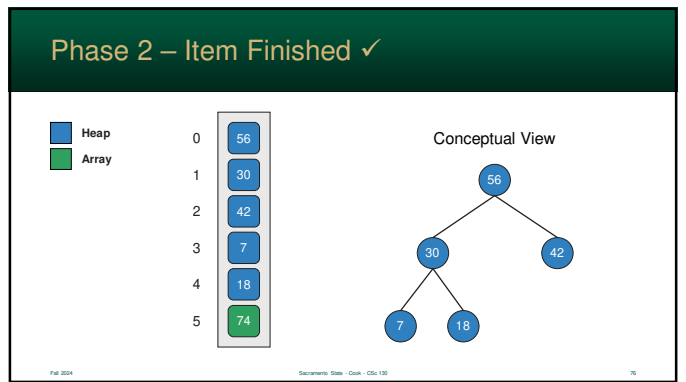 Phase 2 – Item Finished ✓
Heap
Array
0 56
1 30
2 42
3 7
4 18
5 74
Conceptual View
56
30 42
7 18
Fall 2024 Sacramento State - Cook - CSc 130 76